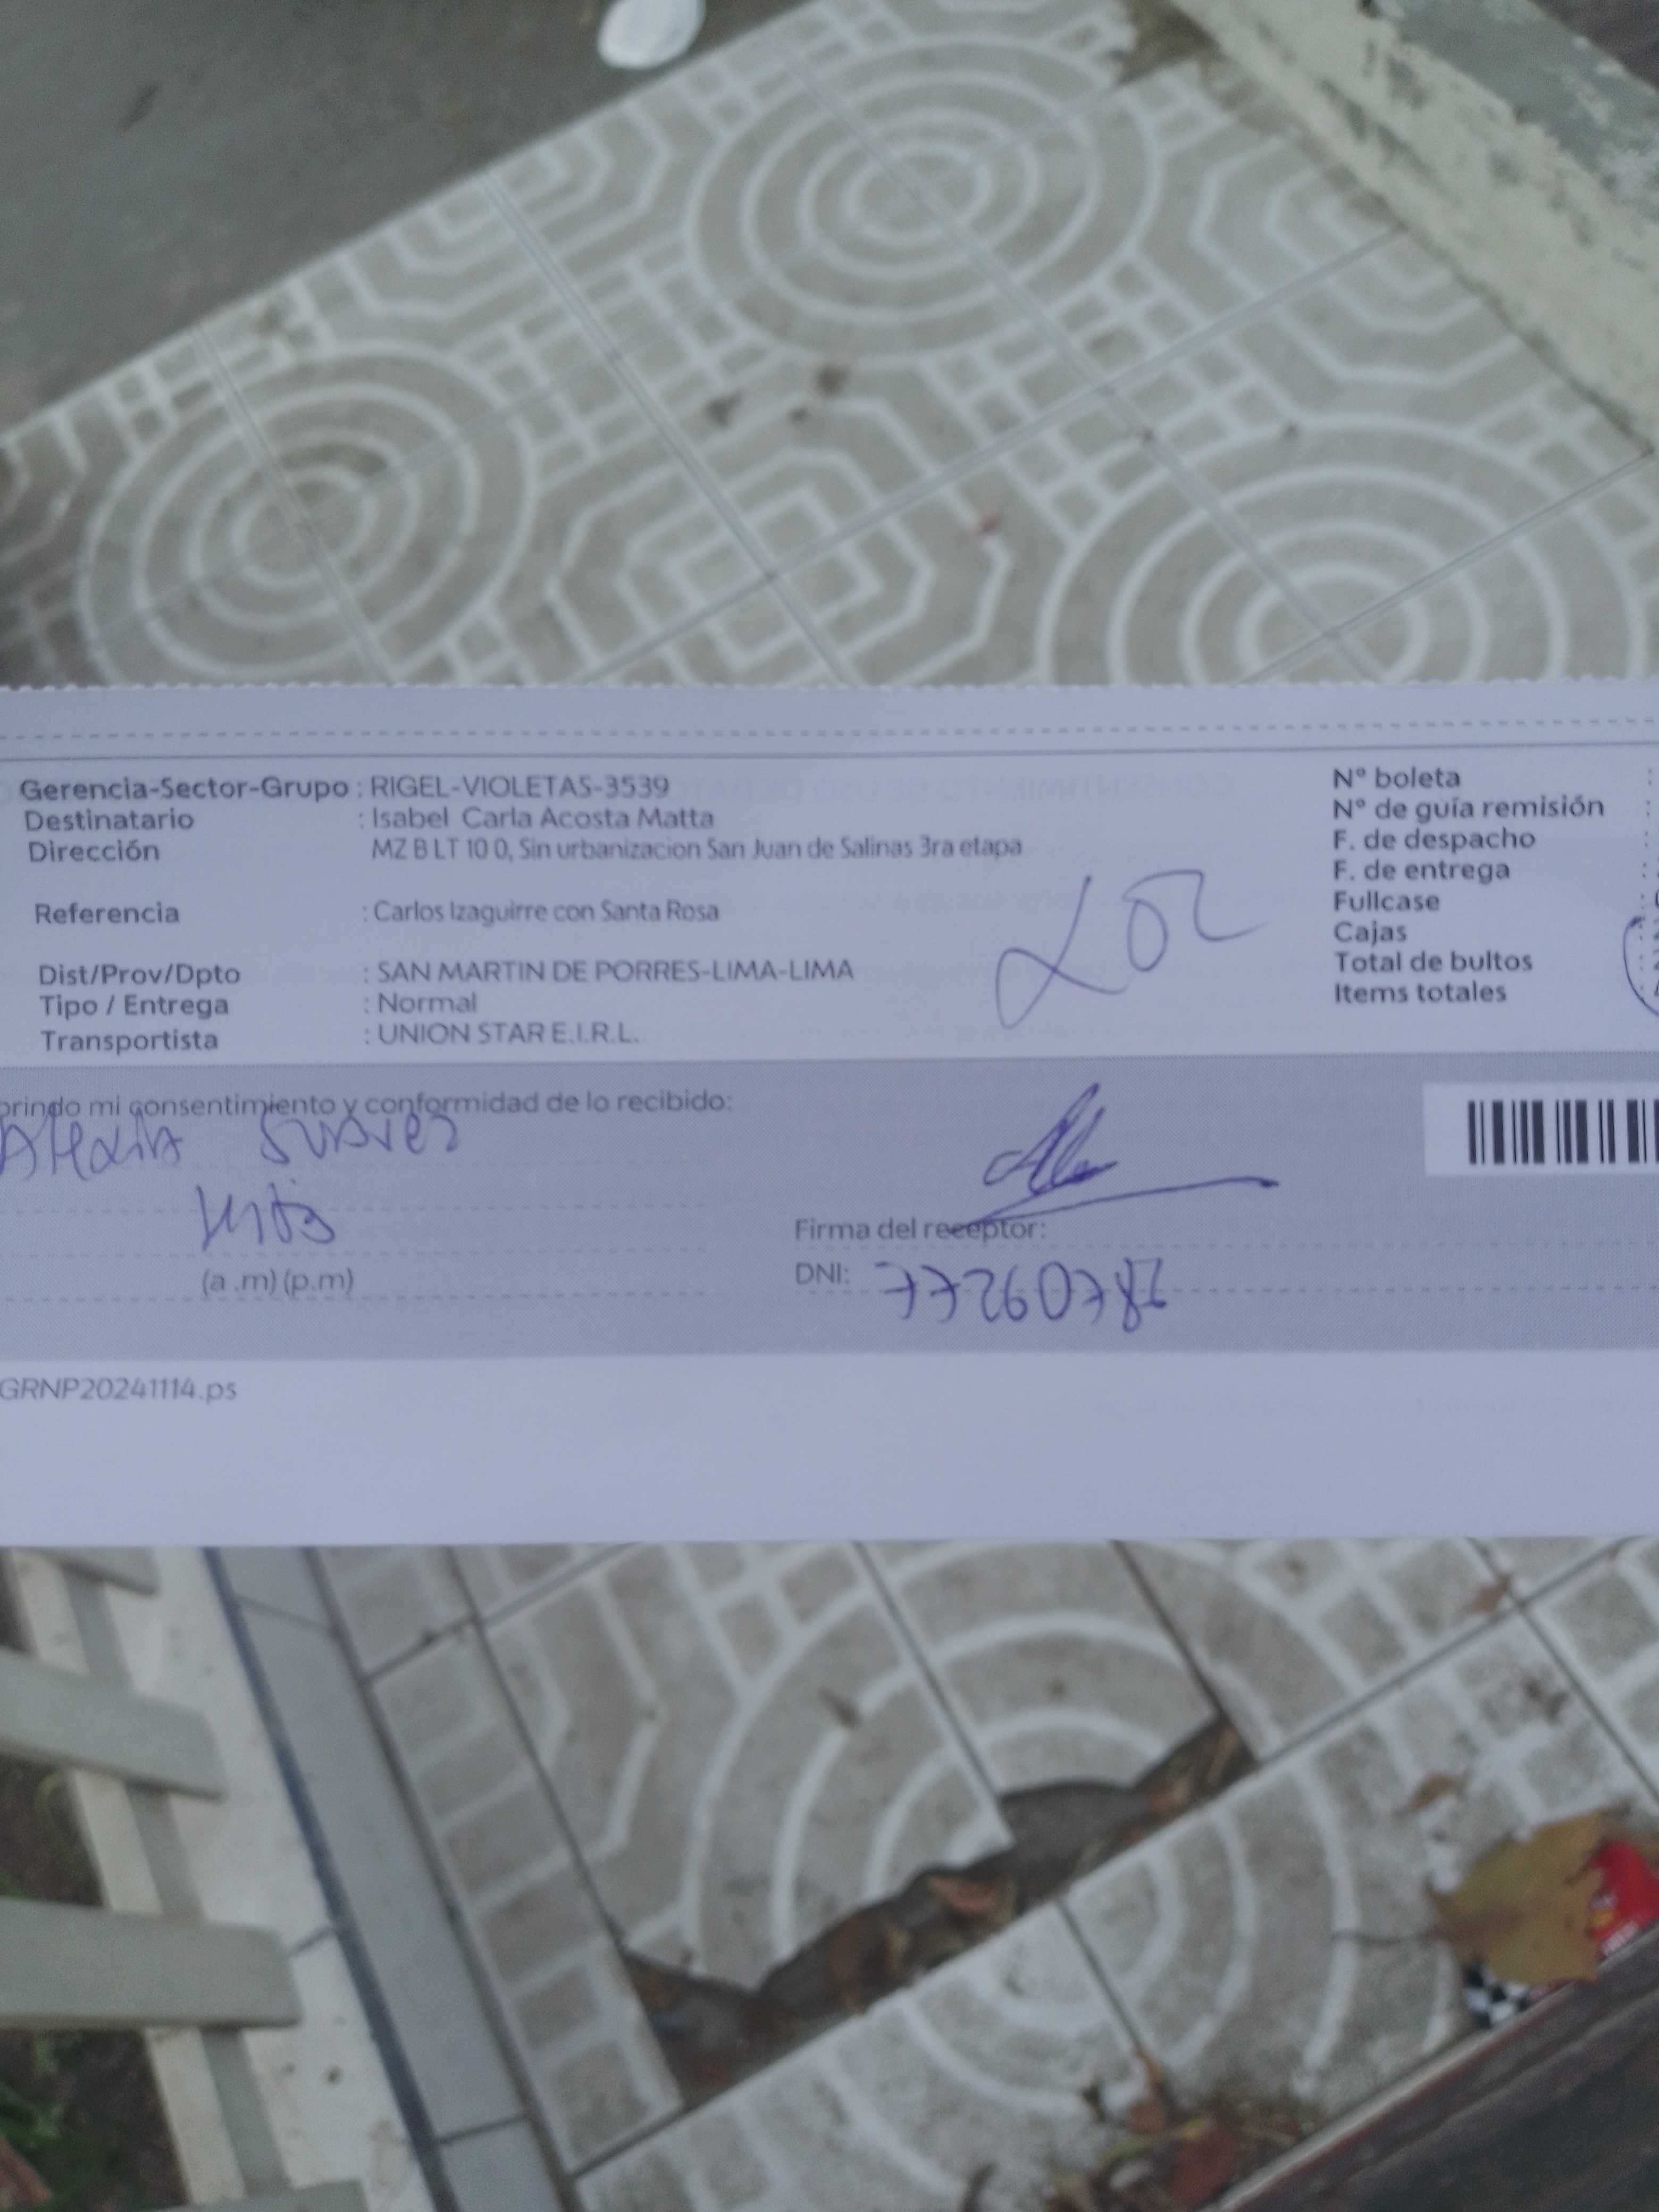 Gerencia-Sector-Grupo : RIGEL-VIOLETAS-3539
Destinatario : Isabel Carla Acosta Matta
Dirección MZ B LT 10 0, Sin urbanizacion San Juan de Salinas 3ra etapa
Referencia : Carlos Izaguirre con Santa Rosa
Dist/Prov/Dpto : SAN MARTIN DE PORRES-LIMA-LIMA
Tipo / Entrega : Normal
Transportista : UNION STAR E.I.R.L.
N° boleta :
N° de guía remisión :
F. de despacho :
F. de entrega :
Fullcase :
Cajas :
Total de bultos : 2
Items totales :
brindo mi consentimiento y conformidad de lo recibido:
(a .m) (p.m)
Firma del receptor:
DNI: 77260787
GRNP20241114.ps